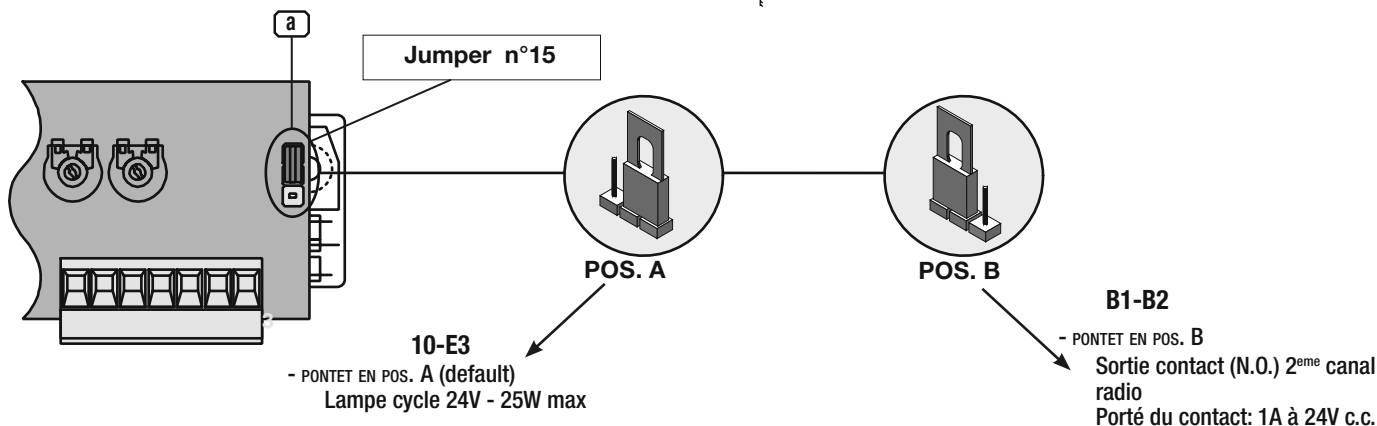 a
Jumper n°15
POS. A
POS. B
10-E3
- PONTET EN POS. A (default)
Lampe cycle 24V - 25W max
B1-B2
- PONTET EN POS. B
Sortie contact (N.O.) 2eme canal
radio
Porté du contact: 1A à 24V c.c.
3